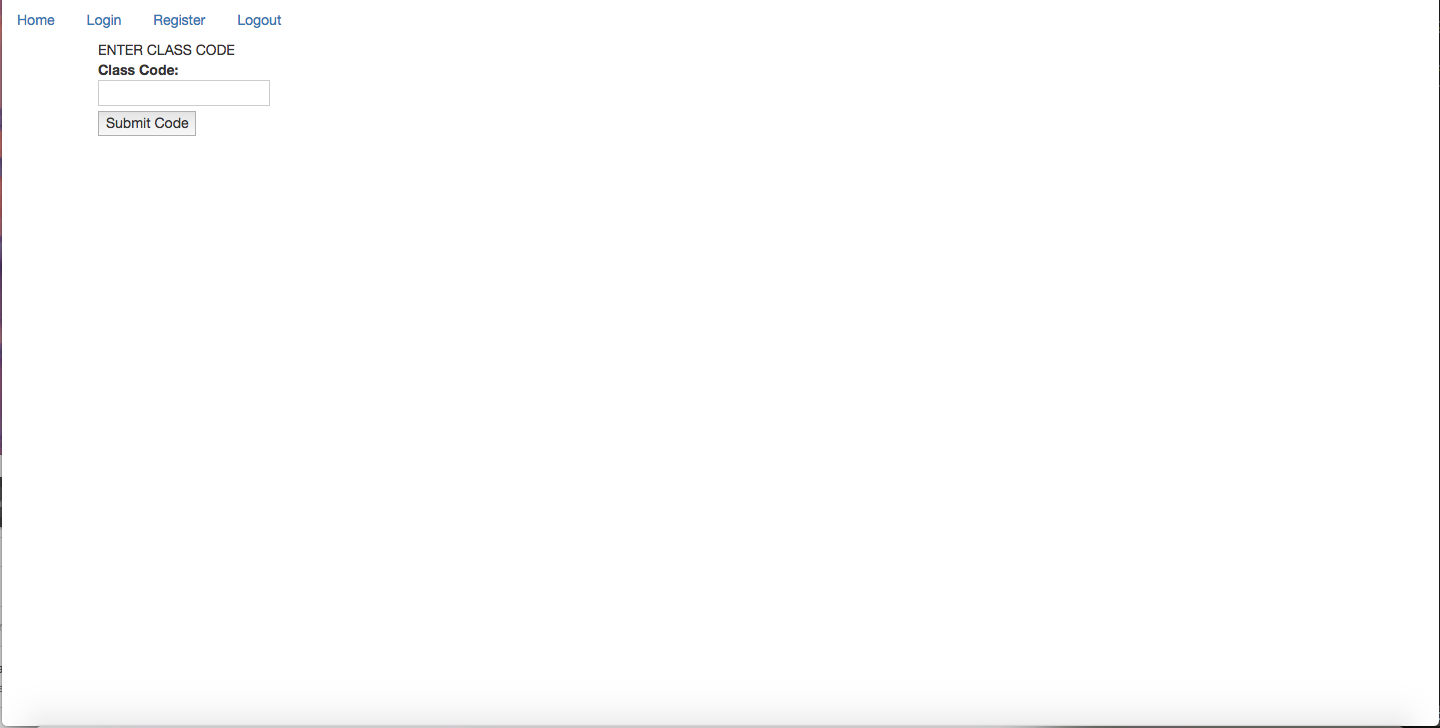 Home Login Register Logout
ENTER CLASS CODE
Class Code:
Submit Code